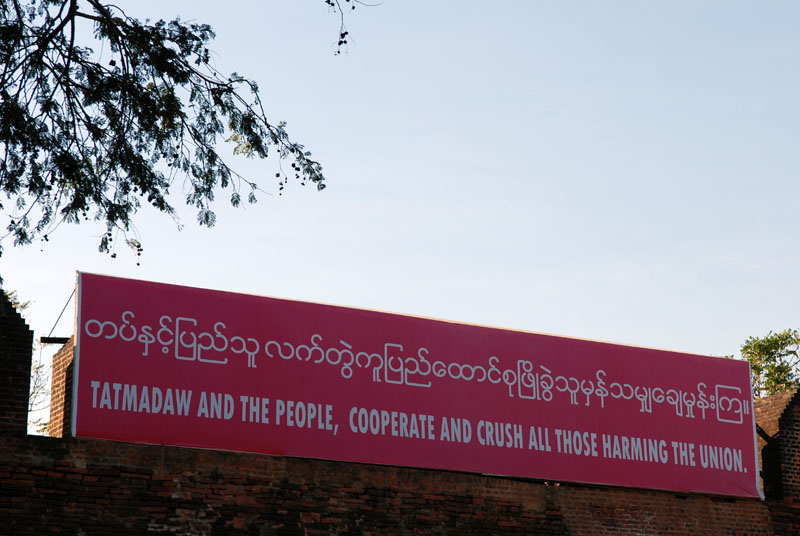 တပ်နှင့်ပြည်သူ လက်တွဲကူပြည်ထောင်စုဖြိုခွဲသူမှန်သမျှချေမှုန်းကြ။
TATMADAW AND THE PEOPLE, COOPERATE AND CRUSH ALL THOSE HARMING THE UNION.